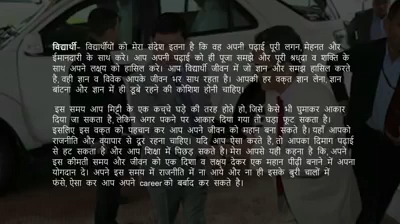 विद्यार्थी- विद्यार्थीयों को मेरा संदेश इतना है कि वह अपनी पढ़ाई पूरी लगन, मेहनत और
ईमानदारी के साथ करे। आप अपनी पढ़ाई को ही पूजा समझे और पूरी श्रध्दा व शक्ति के
साथ अपने लक्ष्य को हासिल करे। आप विद्यार्थी जीवन में जो ज्ञान और समझ हासिल करते
है, वही ज्ञान व विवेक आपके जीवन भर साथ रहता है। आपकी हर वक्त ज्ञान लेना, ज्ञान
बांटना और ज्ञान में ही डूबे रहने की कोशिश होनी चाहिए।
इस समय आप मिट्टी के एक कच्चे घड़े की तरह होते हो, जिसे कैसे भी घुमाकर आकार
दिया जा सकता है, लेकिन अगर पकने पर आकार दिया गया तो घड़ा फूट सकता है।
इसलिए इस वक्त को पहचान कर आप अपने जीवन को महान बना सकते है। यहाँ आपको
राजनीति और व्यापार से दूर रहना चाहिए। यदि आप ऐसा करते है, तो आपका दिमाग पढ़ाई
से हट सकता है और आप शिक्षा में पिछड़ सकते है। मेरा आपसे यही कहना है कि, अपने
इस कीमती समय और जीवन को एक दिशा व लक्ष्य देकर एक महान पीढ़ी बनाने में अपना
योगदान दे। अपने इस समय में राजनीति में ना आये ओर ना ही इसके बुरी चालों में
फंसे, ऐसा कर आप अपने career को बर्बाद कर सकते है।